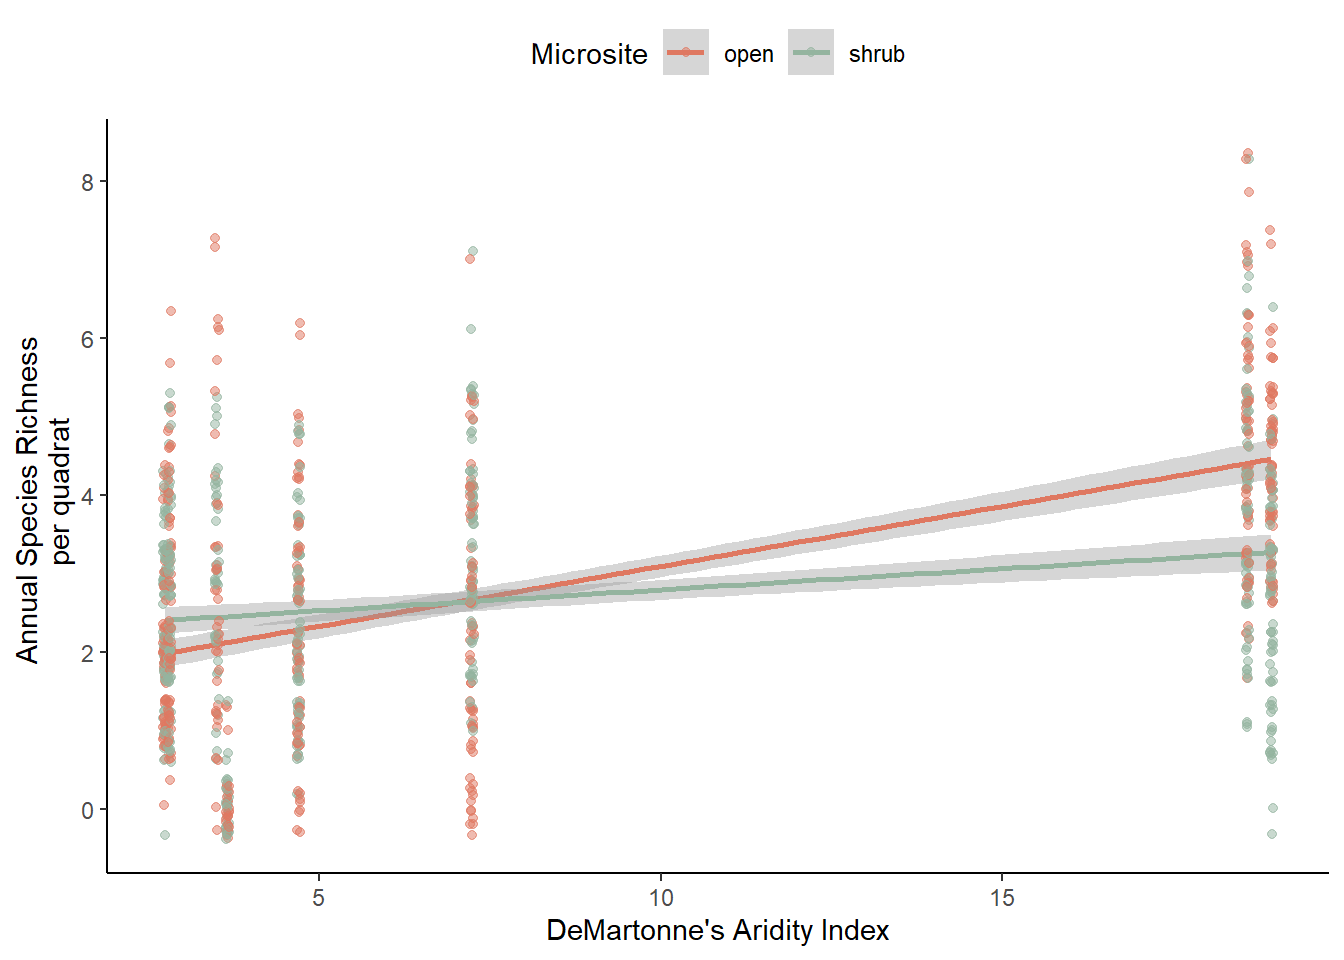 Microsite open shrub
Annual Species Richness
per quadrat
8
6
4
2
0
5 10 15
DeMartonne's Aridity Index